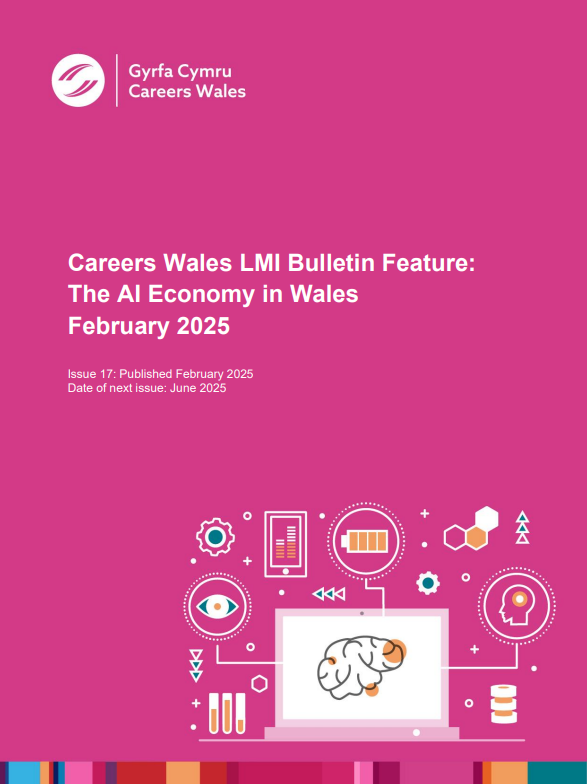 Gyrfa Cymru
Careers Wales
Careers Wales LMI Bulletin Feature:
The AI Economy in Wales
February 2025
Issue 17: Published February 2025
Date of next issue: June 2025